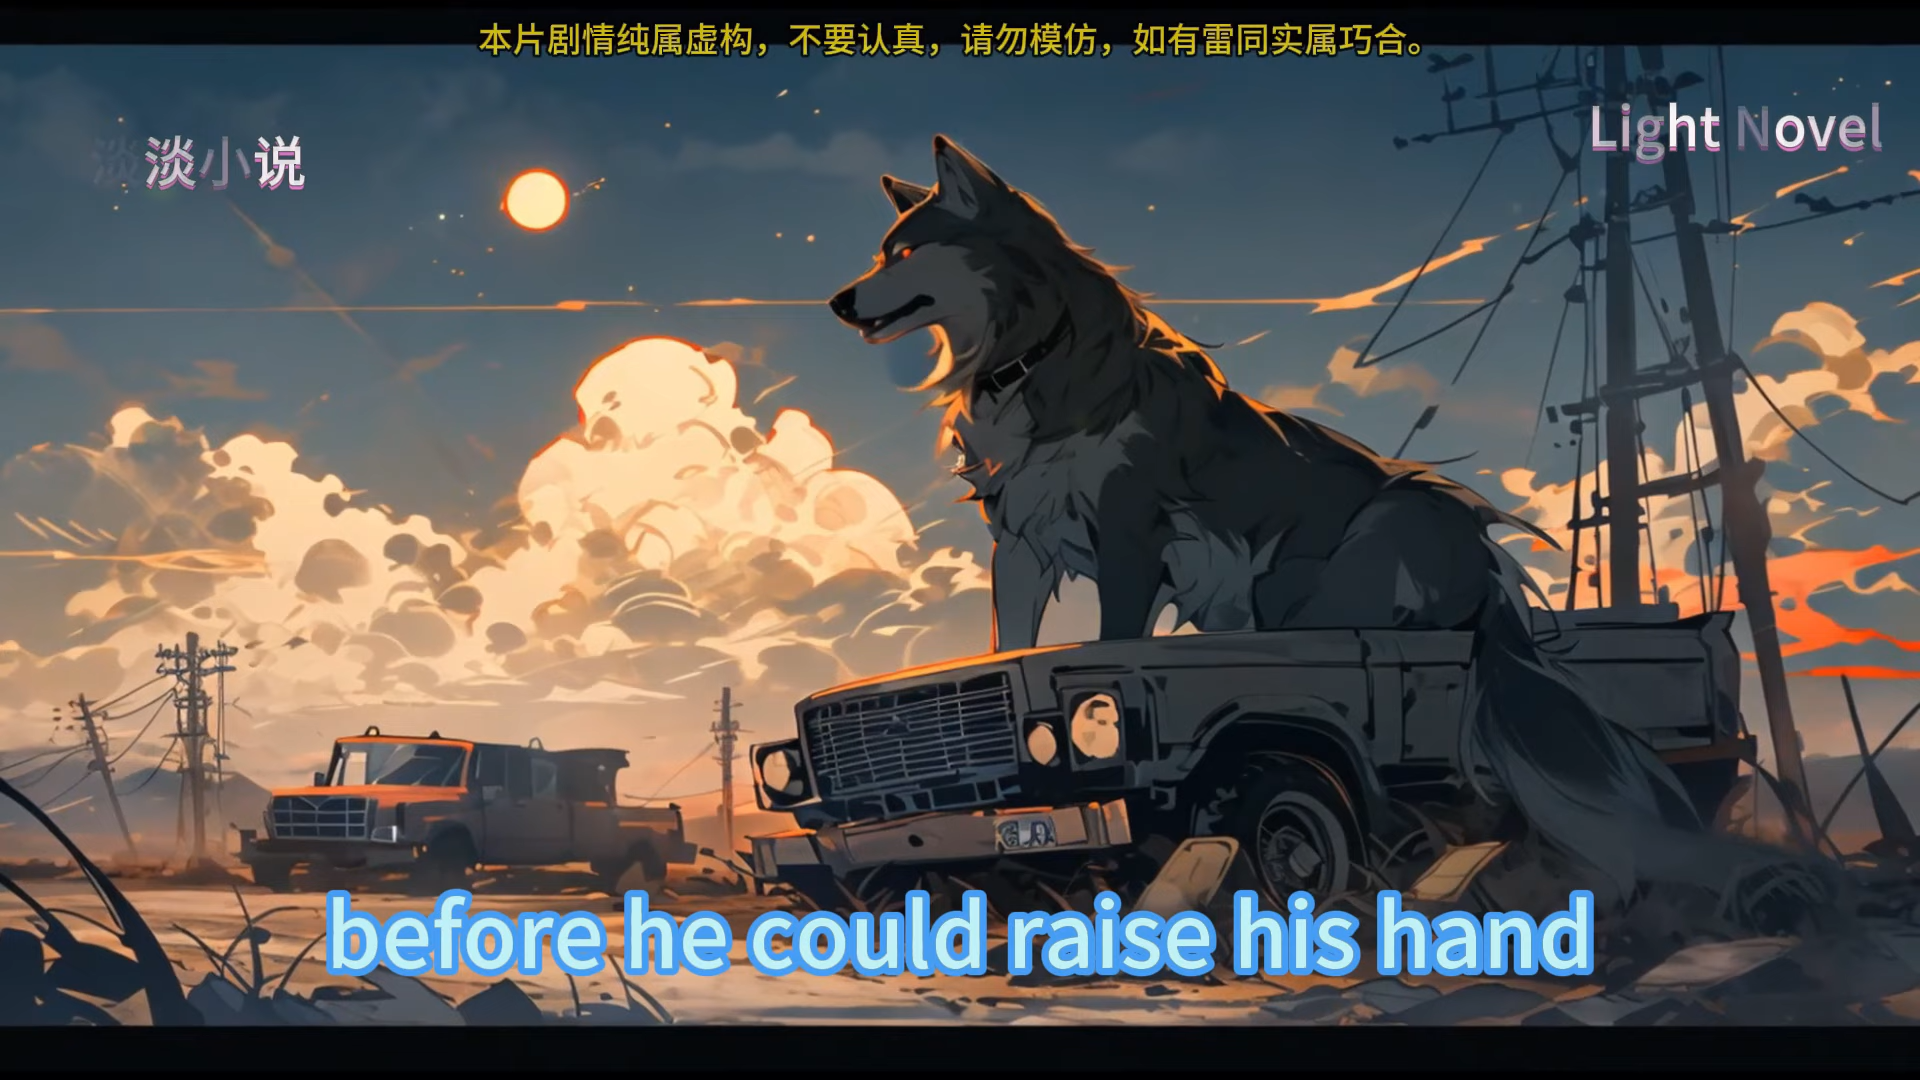 本片剧情纯属虚构，不要认真，请勿模仿，如有雷同实属巧合。
淡淡小说
Light Novel
before he could raise his hand